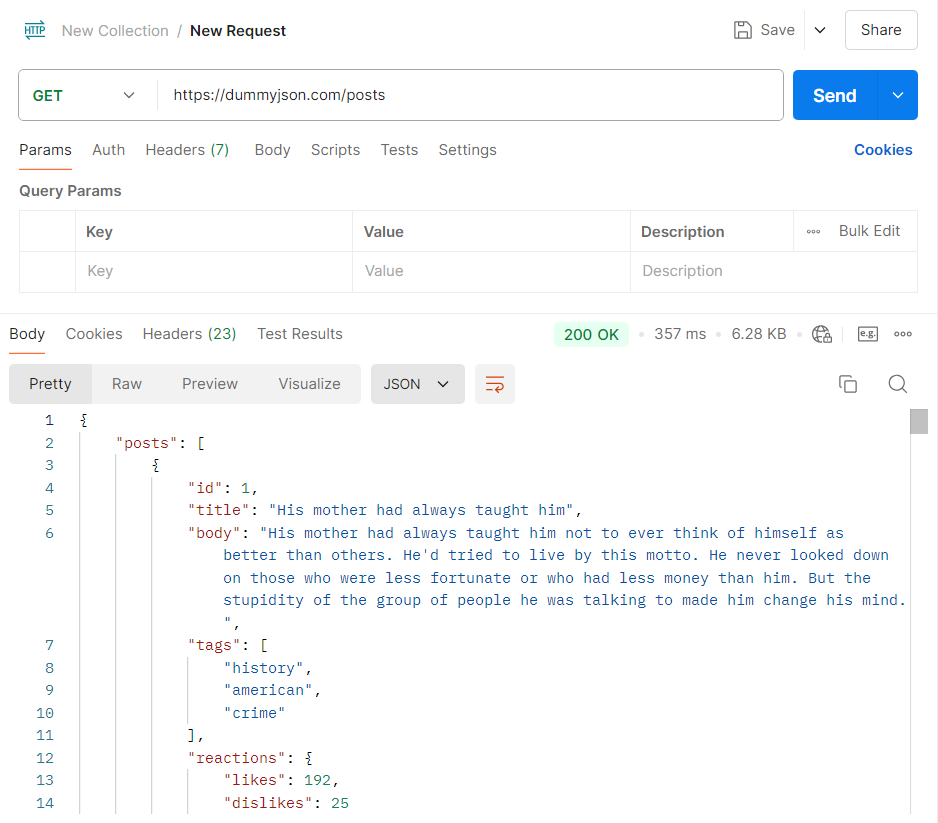 HTTP New Collection / New Request Save Share
GET https://dummyjson.com/posts Send
Params Auth Headers (7) Body Scripts Tests Settings Cookies
Query Params
Key Value Description Bulk Edit
Key Value Description
Body Cookies Headers (23) Test Results 200 OK 357 ms 6.28 KB e.g.
Pretty Raw Preview Visualize JSON
1 {
2 "posts": [
3 {
4 "id": 1,
5 "title": "His mother had always taught him",
6 "body": "His mother had always taught him not to ever think of himself as
better than others. He'd tried to live by this motto. He never looked down
on those who were less fortunate or who had less money than him. But the
stupidity of the group of people he was talking to made him change his mind.
",
7 "tags": [
8 "history",
9 "american",
10 "crime"
11 ],
12 "reactions": {
13 "likes": 192,
14 "dislikes": 25